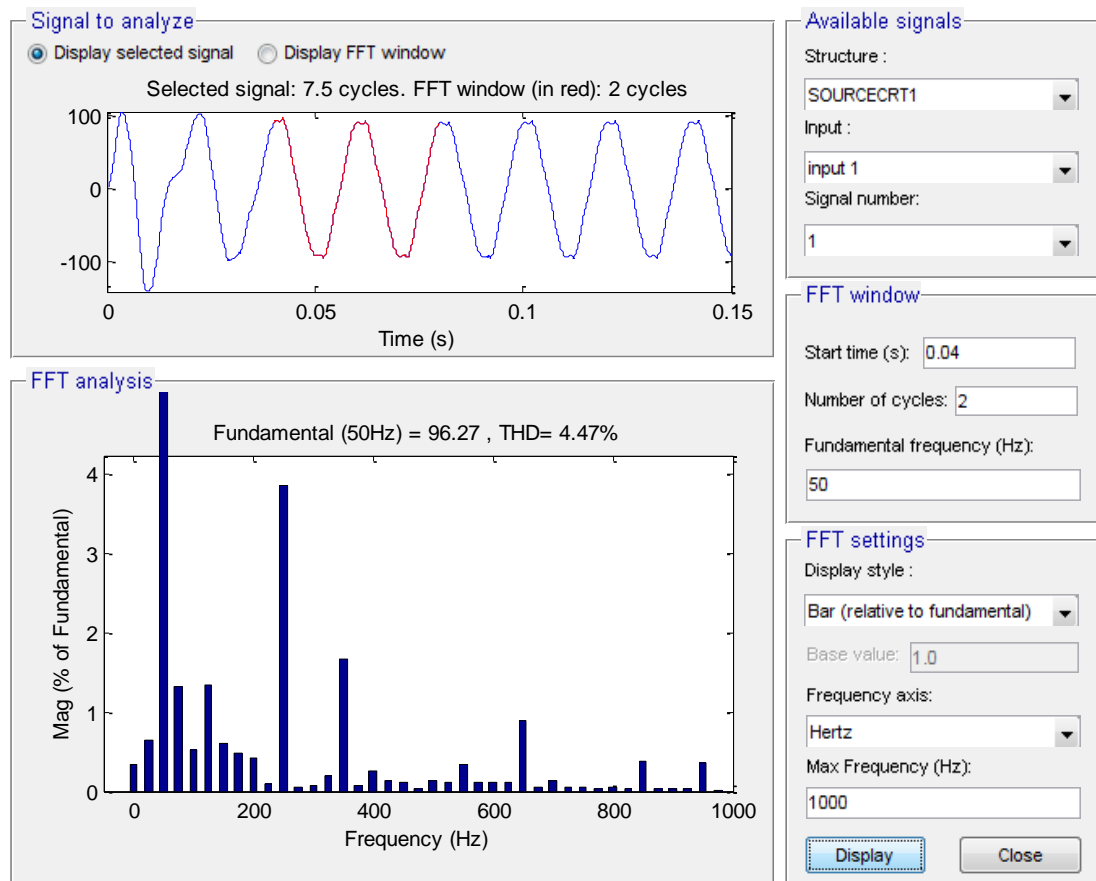 Signal to analyze
Display selected signal
Display FFT window
Selected signal: 7.5 cycles. FFT window (in red): 2 cycles
100
0
-100
0
0.05
0.1
0.15
Time (s)
FFT analysis
Fundamental (50Hz) = 96.27 , THD= 4.47%
4
3
2
1
0
Mag (% of Fundamental)
0
200
400
600
800
1000
Frequency (Hz)
Available signals
Structure :
SOURCECRT1
Input :
input 1
Signal number:
1
FFT window
Start time (s): 0.04
Number of cycles: 2
Fundamental frequency (Hz):
50
FFT settings
Display style :
Bar (relative to fundamental)
Base value: 1.0
Frequency axis:
Hertz
Max Frequency (Hz):
1000
Display
Close